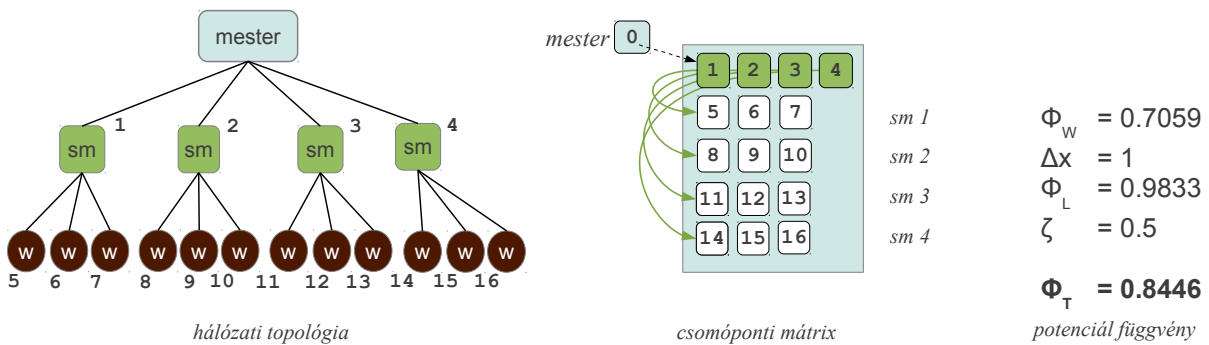 mester
1 2 3 4
sm sm sm sm
w w w w w w w w w w w w
5 6 7 8 9 10 11 12 13 14 15 16
hálózati topológia
mester 0
1 2 3 4
5 6 7 sm 1
8 9 10 sm 2
11 12 13 sm 3
14 15 16 sm 4
csomóponti mátrix
Φ_W = 0.7059
Δx = 1
Φ_L = 0.9833
ζ = 0.5
Φ_T = 0.8446
potenciál függvény